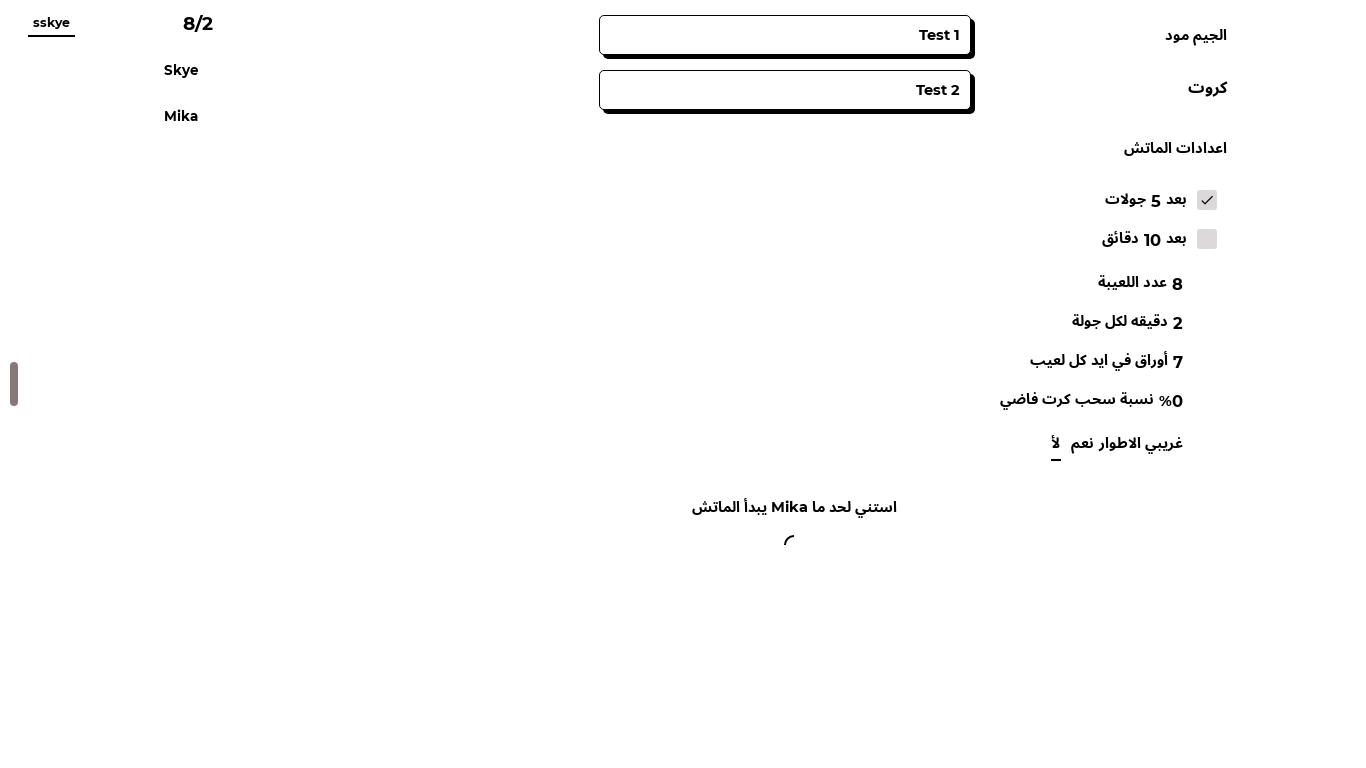 الجيم مود
كروت
اعدادات الماتش
بعد 5 جولات
بعد 10 دقائق
8 عدد اللعيبة
2 دقيقه لكل جولة
7 أوراق في ايد كل لعيب
%0 نسبة سحب كرت فاضي
غريبي الاطوار نعم لأ
Test 1
Test 2
استني لحد ما Mika يبدأ الماتش
8/2
Skye
Mika
sskye